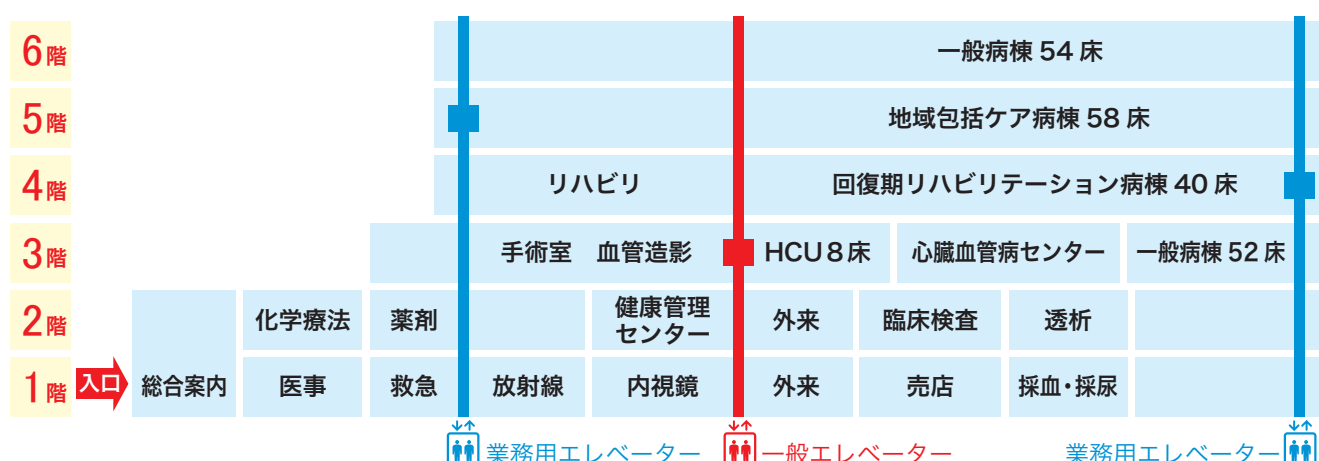 6階
一般病棟 54 床
5階
地域包括ケア病棟 58 床
4階
リハビリ
回復期リハビリテーション病棟 40 床
3階
手術室 血管造影
HCU8床
心臓血管病センター
一般病棟 52 床
2階
化学療法
薬剤
健康管理
センター
外来
臨床検査
透析
1階
入口
総合案内
医事
救急
放射線
内視鏡
外来
売店
採血・採尿
業務用エレベーター
一般エレベーター
業務用エレベーター